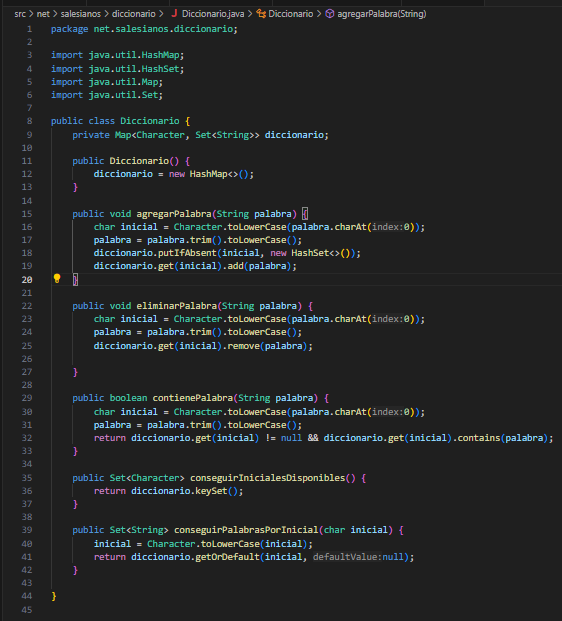 src > net > salesianos > diccionario > J Diccionario.java > Diccionario > agregarPalabra(String)
1 package net.salesianos.diccionario;
2
3 import java.util.HashMap;
4 import java.util.HashSet;
5 import java.util.Map;
6 import java.util.Set;
7
8 public class Diccionario {
9 private Map<Character, Set<String>> diccionario;
10
11 public Diccionario() {
12 diccionario = new HashMap<>();
13 }
14
15 public void agregarPalabra(String palabra) {
16 char inicial = Character.toLowerCase(palabra.charAt(index:0));
17 palabra = palabra.trim().toLowerCase();
18 diccionario.putIfAbsent(inicial, new HashSet<>());
19 diccionario.get(inicial).add(palabra);
20 }
21
22 public void eliminarPalabra(String palabra) {
23 char inicial = Character.toLowerCase(palabra.charAt(index:0));
24 palabra = palabra.trim().toLowerCase();
25 diccionario.get(inicial).remove(palabra);
26
27 }
28
29 public boolean contienePalabra(String palabra) {
30 char inicial = Character.toLowerCase(palabra.charAt(index:0));
31 palabra = palabra.trim().toLowerCase();
32 return diccionario.get(inicial) != null && diccionario.get(inicial).contains(palabra);
33 }
34
35 public Set<Character> conseguirInicialesDisponibles() {
36 return diccionario.keySet();
37 }
38
39 public Set<String> conseguirPalabrasPorInicial(char inicial) {
40 inicial = Character.toLowerCase(inicial);
41 return diccionario.getOrDefault(inicial, defaultValue:null);
42 }
43
44 }
45